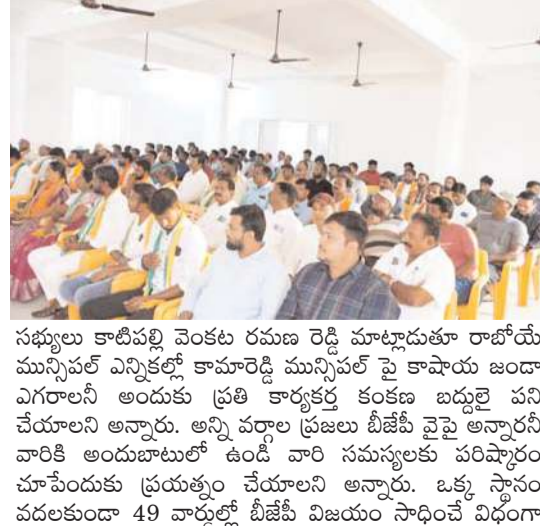 సభ్యులు కాటిపల్లి వెంకట రమణ రెడ్డి మాట్లాడుతూ రాబోయే
మున్సిపల్ ఎన్నికల్లో కామారెడ్డి మున్సిపల్ పై కాషాయ జండా
ఎగరాలనీ అందుకు ప్రతి కార్యకర్త కంకణ బద్దులై పని
చేయాలని అన్నారు. అన్ని వర్గాల ప్రజలు బీజేపీ వైపై అన్నారనీ
వారికి అందుబాటులో ఉండి వారి సమస్యలకు పరిష్కారం
చూపేందుకు ప్రయత్నం చేయాలని అన్నారు. ఒక్క స్థానం
వదలకుండా 49 వార్డుల్లో బీజేపీ విజయం సాధించే విధంగా